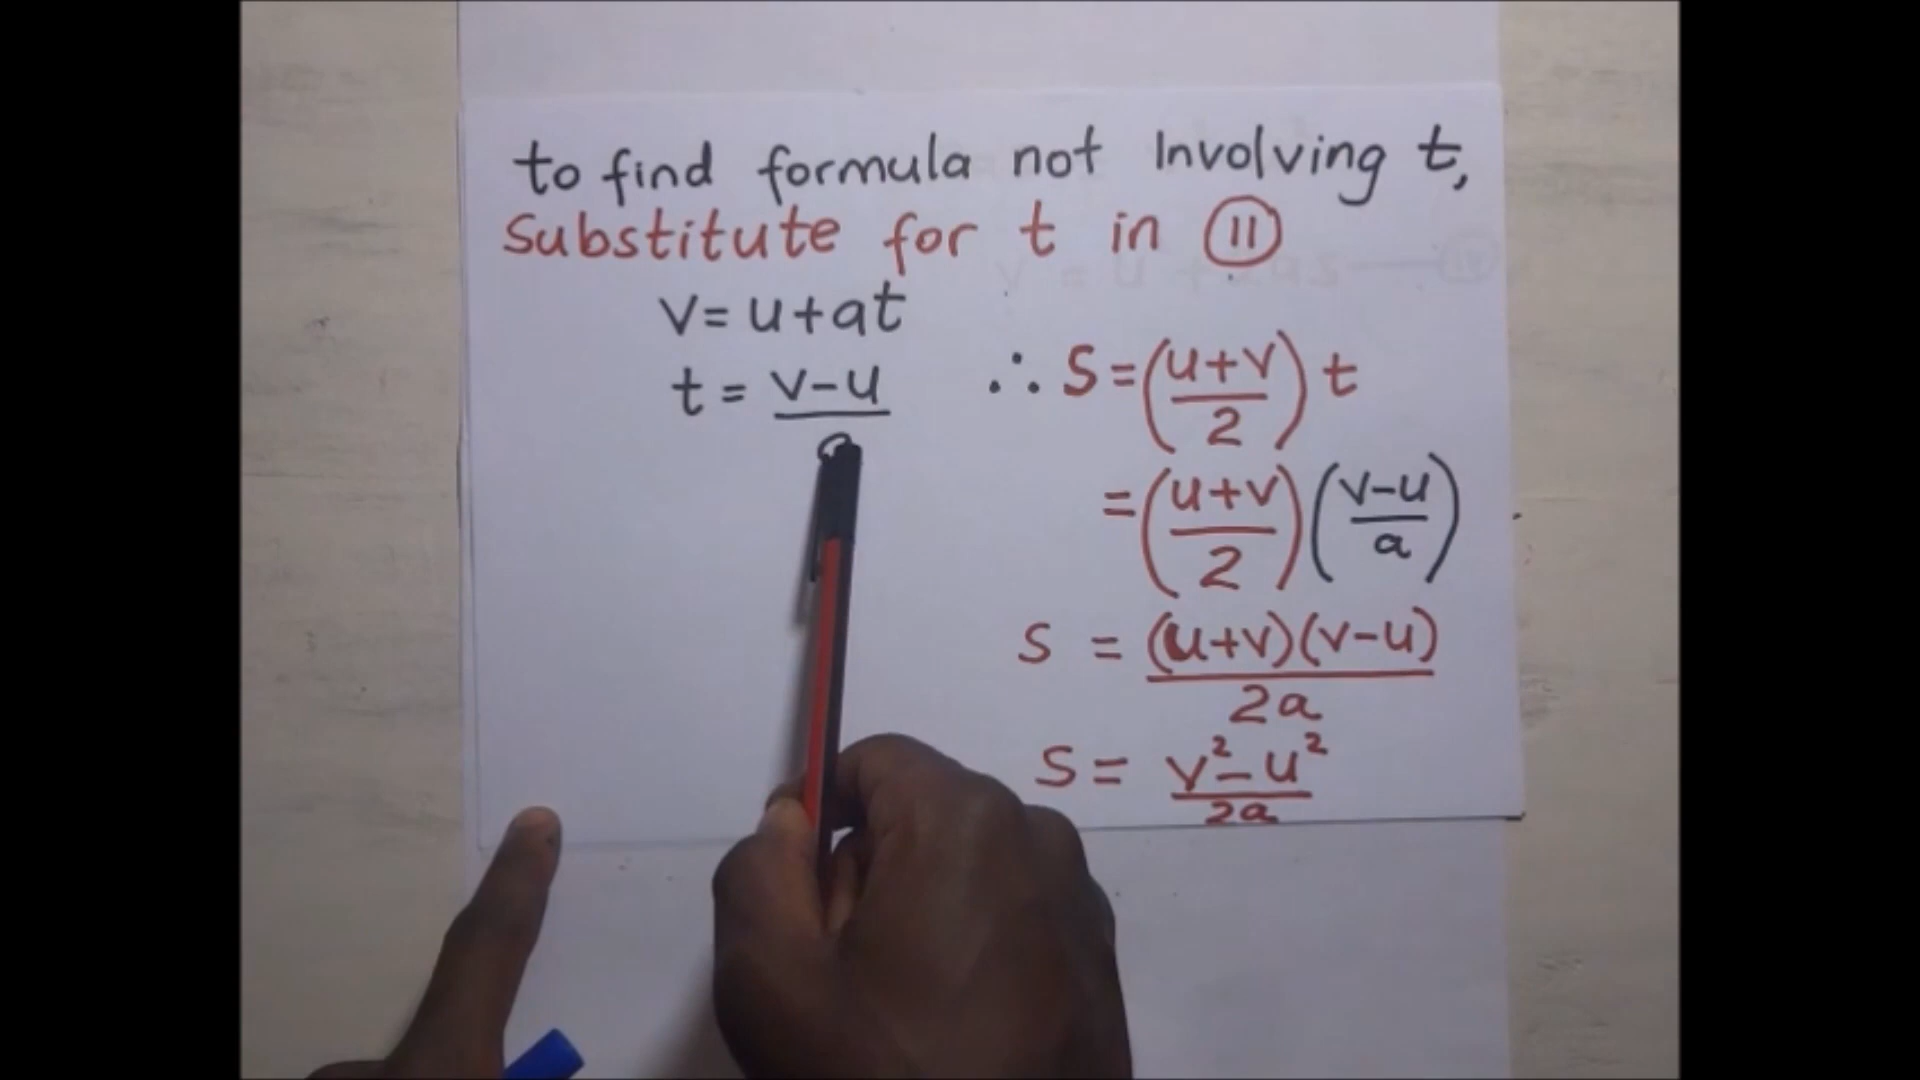 to find formula not Involving t,
Substitute for t in (11)
v = u + at
t = v-u
∴ S = (u+v / 2) t
= (u+v / 2) (v-u / a)
S = (u+v)(v-u) / 2a
S = v² - u² / 2a